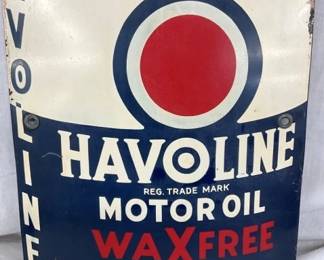 VOLINE
HAVOLINE
REG. TRADE MARK
MOTOR OIL
WAXFREE